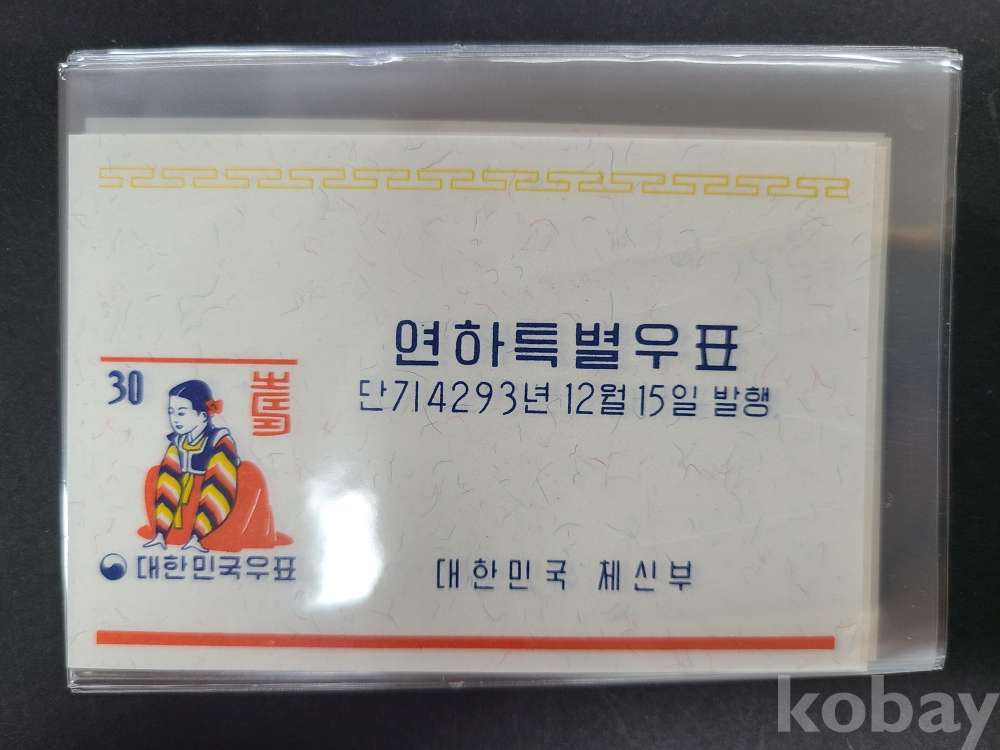 연하특별우표
단기4293년 12월 15일 발행
30
대한민국우표
대한민국 체신부
kobay